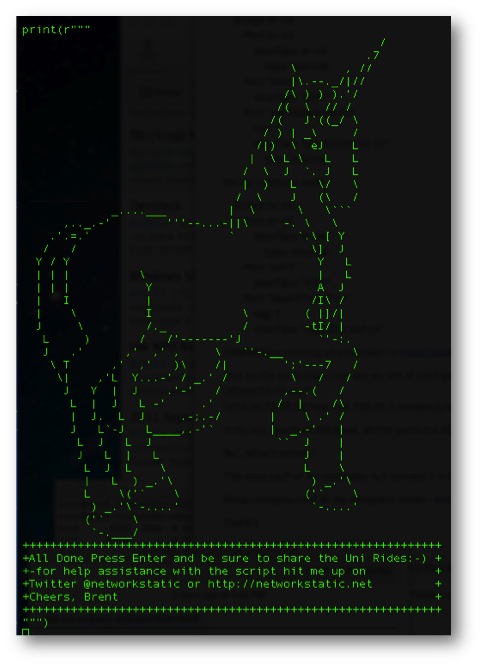 print(r"""
+++++++++++++++++++++++++++++++++++++++++++++++++++++++++++++
+All Done Press Enter and be sure to share the Uni Rides:-) +
+-for help assistance with the script hit me up on +
+Twitter @networkstatic or http://networkstatic.net +
+Cheers, Brent +
+++++++++++++++++++++++++++++++++++++++++++++++++++++++++++++
""")